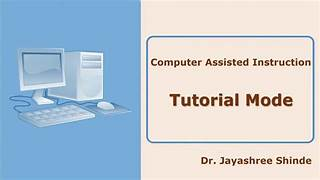 Computer Assisted Instruction
Tutorial Mode
Dr. Jayashree Shinde